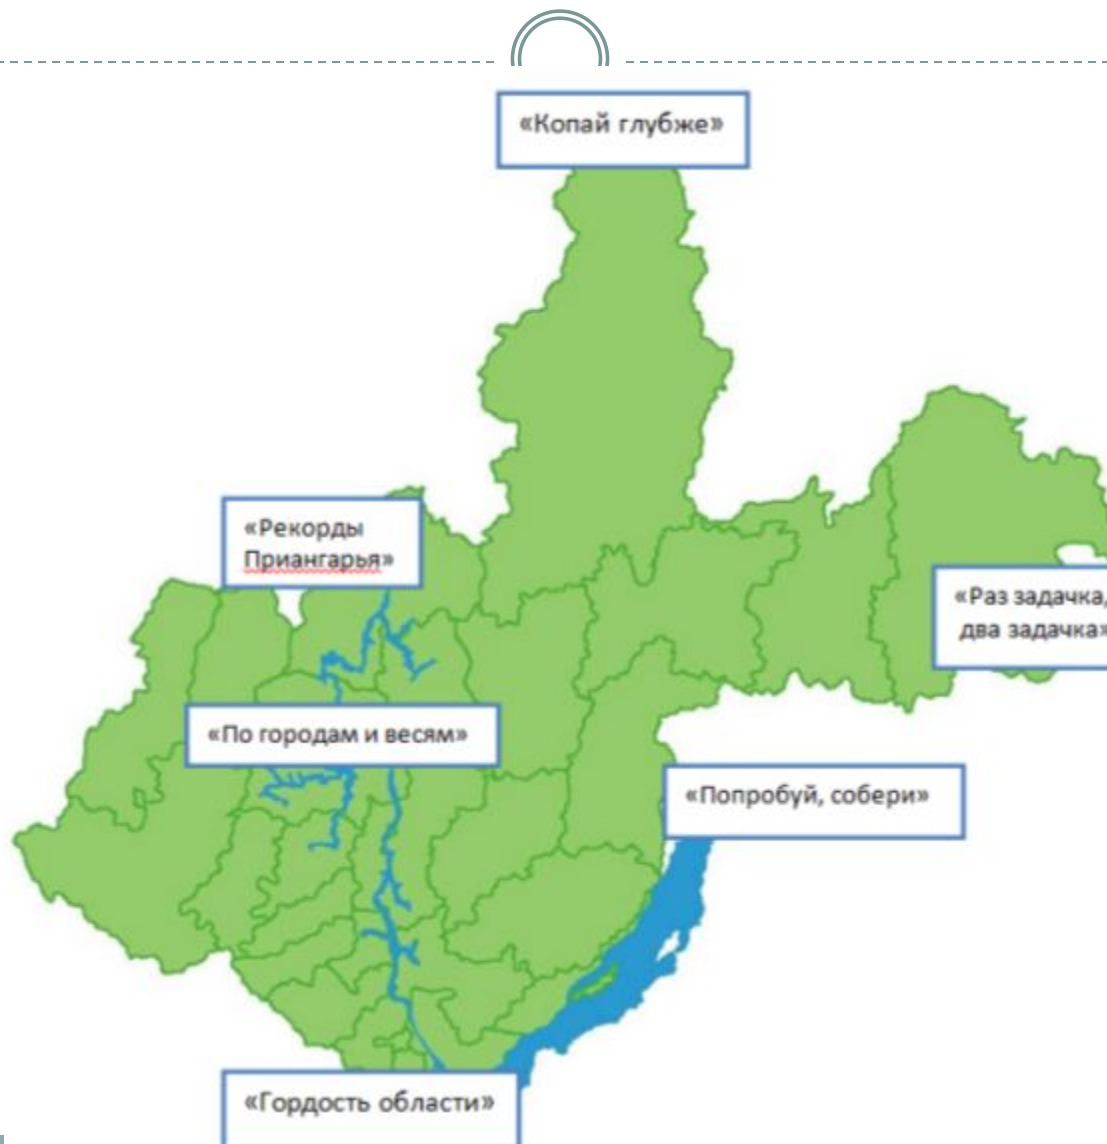 «Копай глубже»
«Рекорды
Приангарья»
«Раз задачка,
два задачка»
«По городам и весям»
«Попробуй, собери»
«Гордость области»